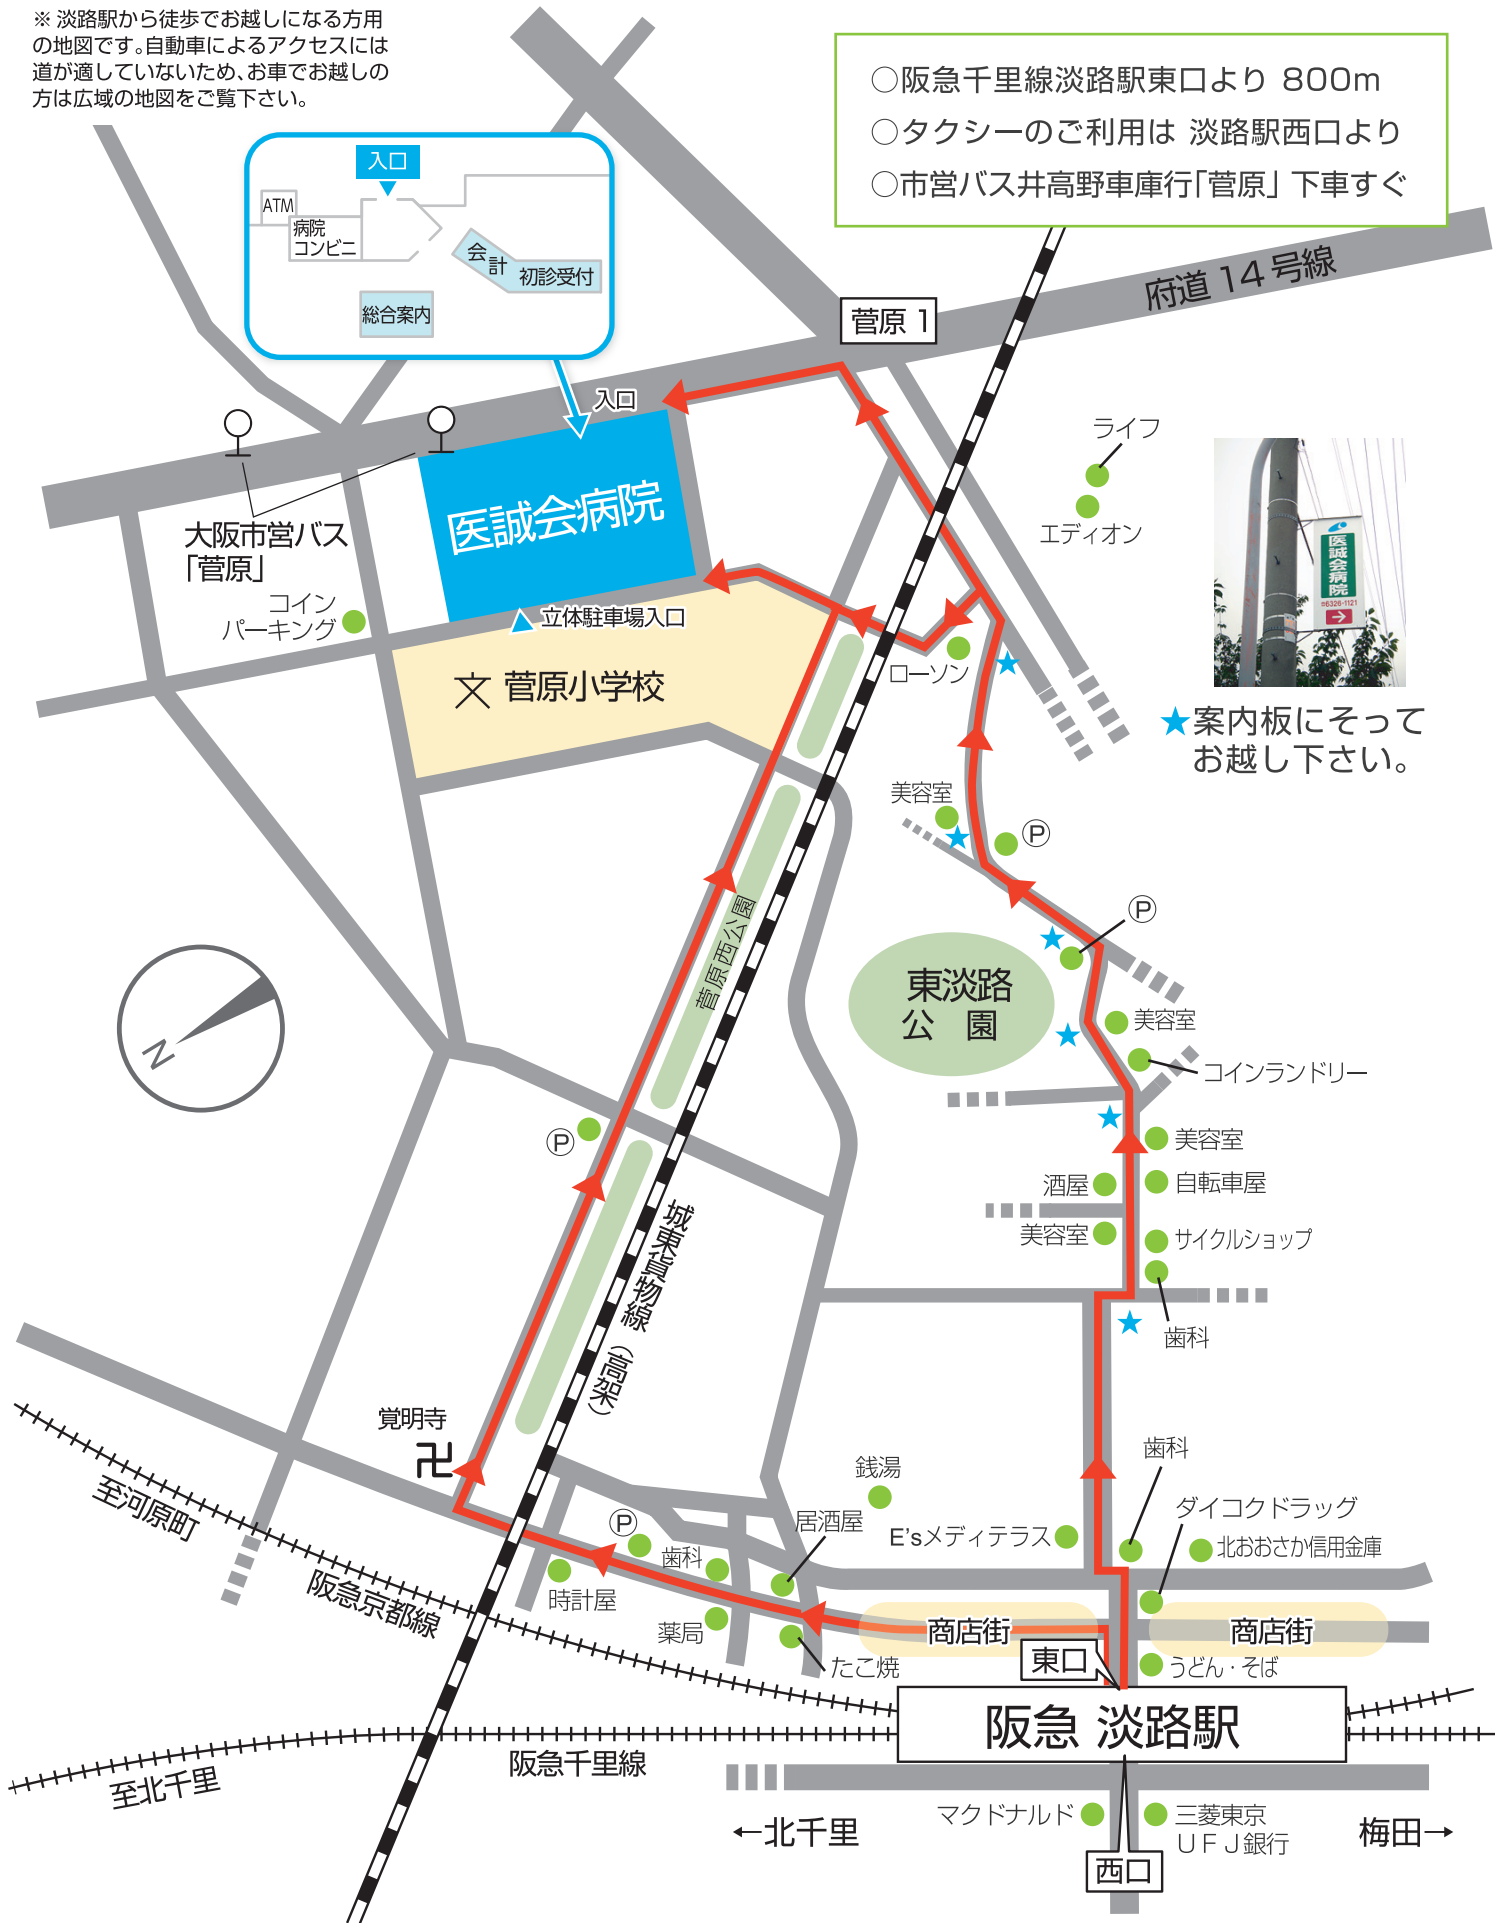 ※ 淡路駅から徒歩でお越しになる方用
の地図です。自動車によるアクセスには
道が適していないため、お車でお越しの
方は広域の地図をご覧下さい。
○阪急千里線淡路駅東口より 800m
○タクシーのご利用は 淡路駅西口より
○市営バス井高野車庫行「菅原」下車すぐ
入口
ATM
病院
コンビニ
会計
初診受付
総合案内
府道 14 号線
菅原 1
入口
ライフ
エディオン
医誠会病院
大阪市営バス
「菅原」
コイン
パーキング
立体駐車場入口
菅原小学校
ローソン
医誠会病院
☎6326-1121
★案内板にそって
お越し下さい。
美容室
Ⓟ
Ⓟ
菅原西公園
東淡路
公 園
美容室
コインランドリー
N
Ⓟ
美容室
酒屋
自転車屋
美容室
サイクルショップ
歯科
城東貨物線（高架）
覚明寺
至河原町
銭湯
歯科
居酒屋
ダイコクドラッグ
E'sメディテラス
北おおさか信用金庫
Ⓟ
歯科
時計屋
阪急京都線
薬局
たこ焼
商店街
商店街
東口
うどん・そば
阪急 淡路駅
阪急千里線
至北千里
←北千里
マクドナルド
三菱東京
ＵＦＪ銀行
梅田→
西口